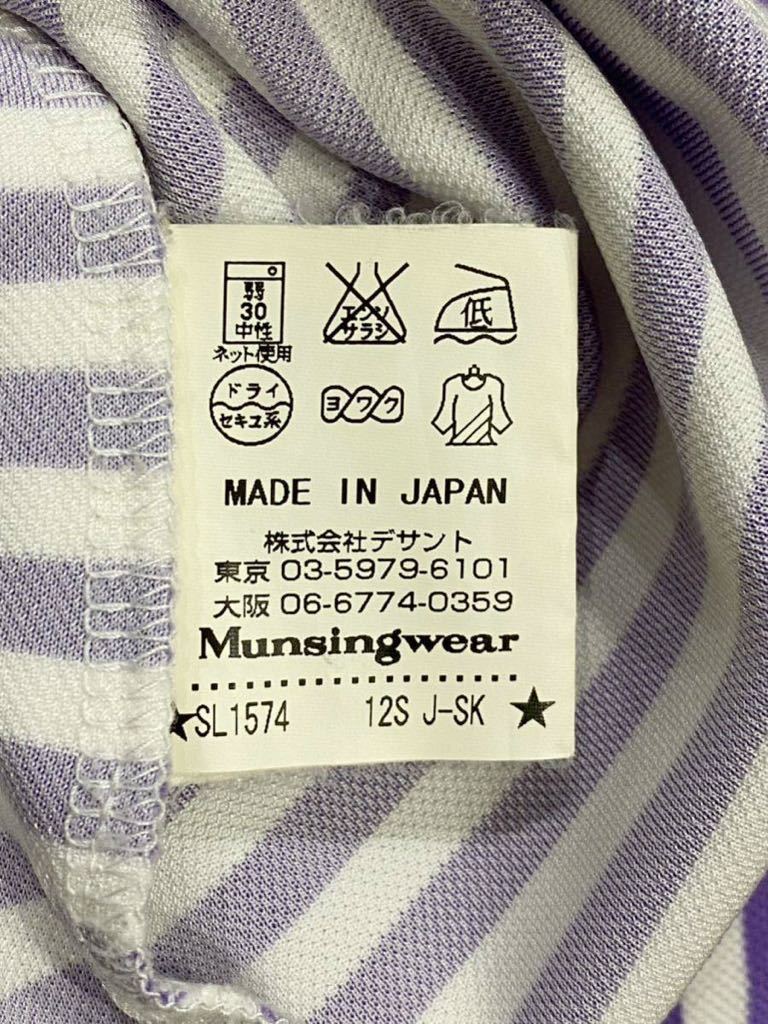 弱
30
中性
ネット使用
エンソ
サラシ
低
ドライ
セキユ系
ヨワク
MADE IN JAPAN
株式会社デサント
東京 03-5979-6101
大阪 06-6774-0359
Munsingwear
★SL1574 12S J-SK ★